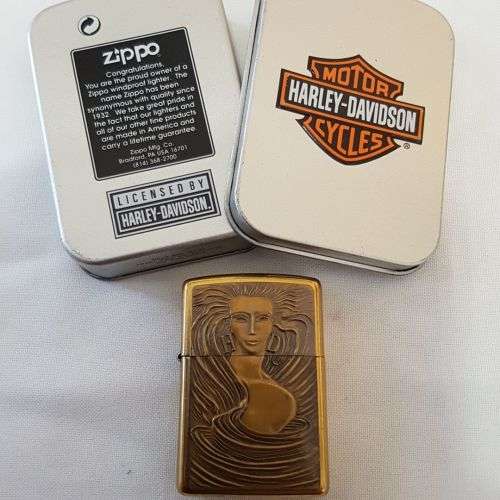 zippo
Congratulations,
You are the proud owner of a
Zippo windproof lighter. The
name Zippo has been
synonymous with quality since
1932. We take great pride in
the fact that our lighters and
all of our other fine products
are made in America and
carry a lifetime guarantee.
Zippo Mfg. Co.
Bradford, PA USA 16701
(814) 368-2700
LICENSED BY
HARLEY-DAVIDSON.
MOTOR
HARLEY-DAVIDSON
CYCLES
®